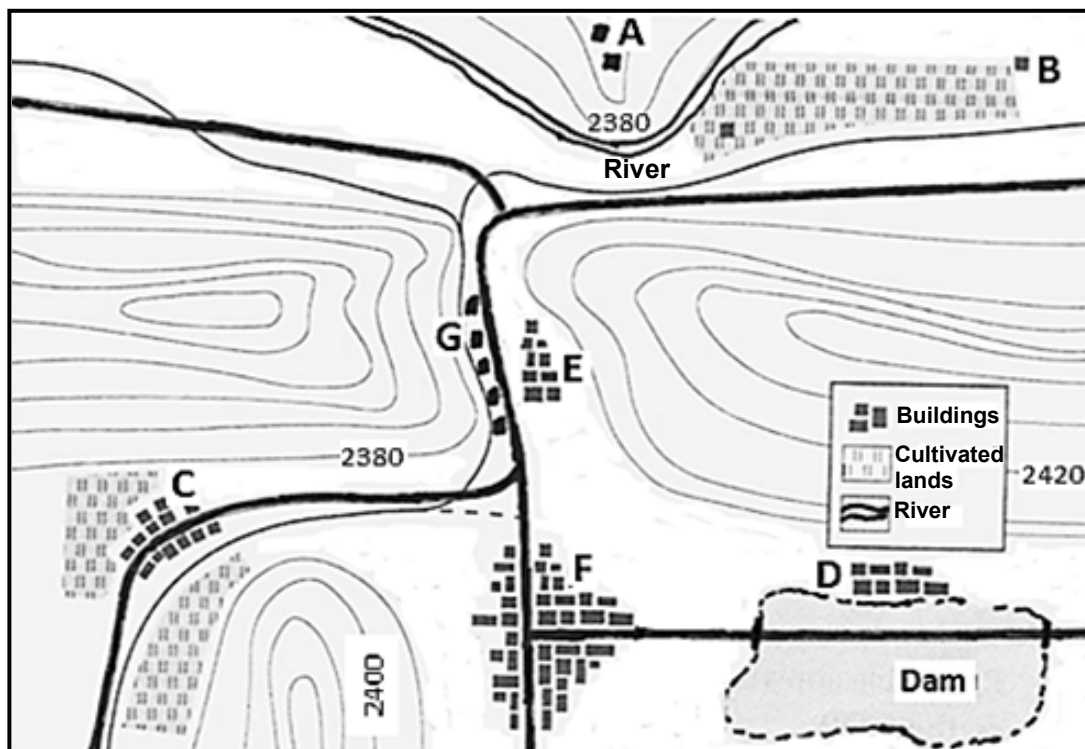 A
B
2380
River
G
E
Buildings
Cultivated
lands
River
2380
2420
C
F
D
2400
Dam